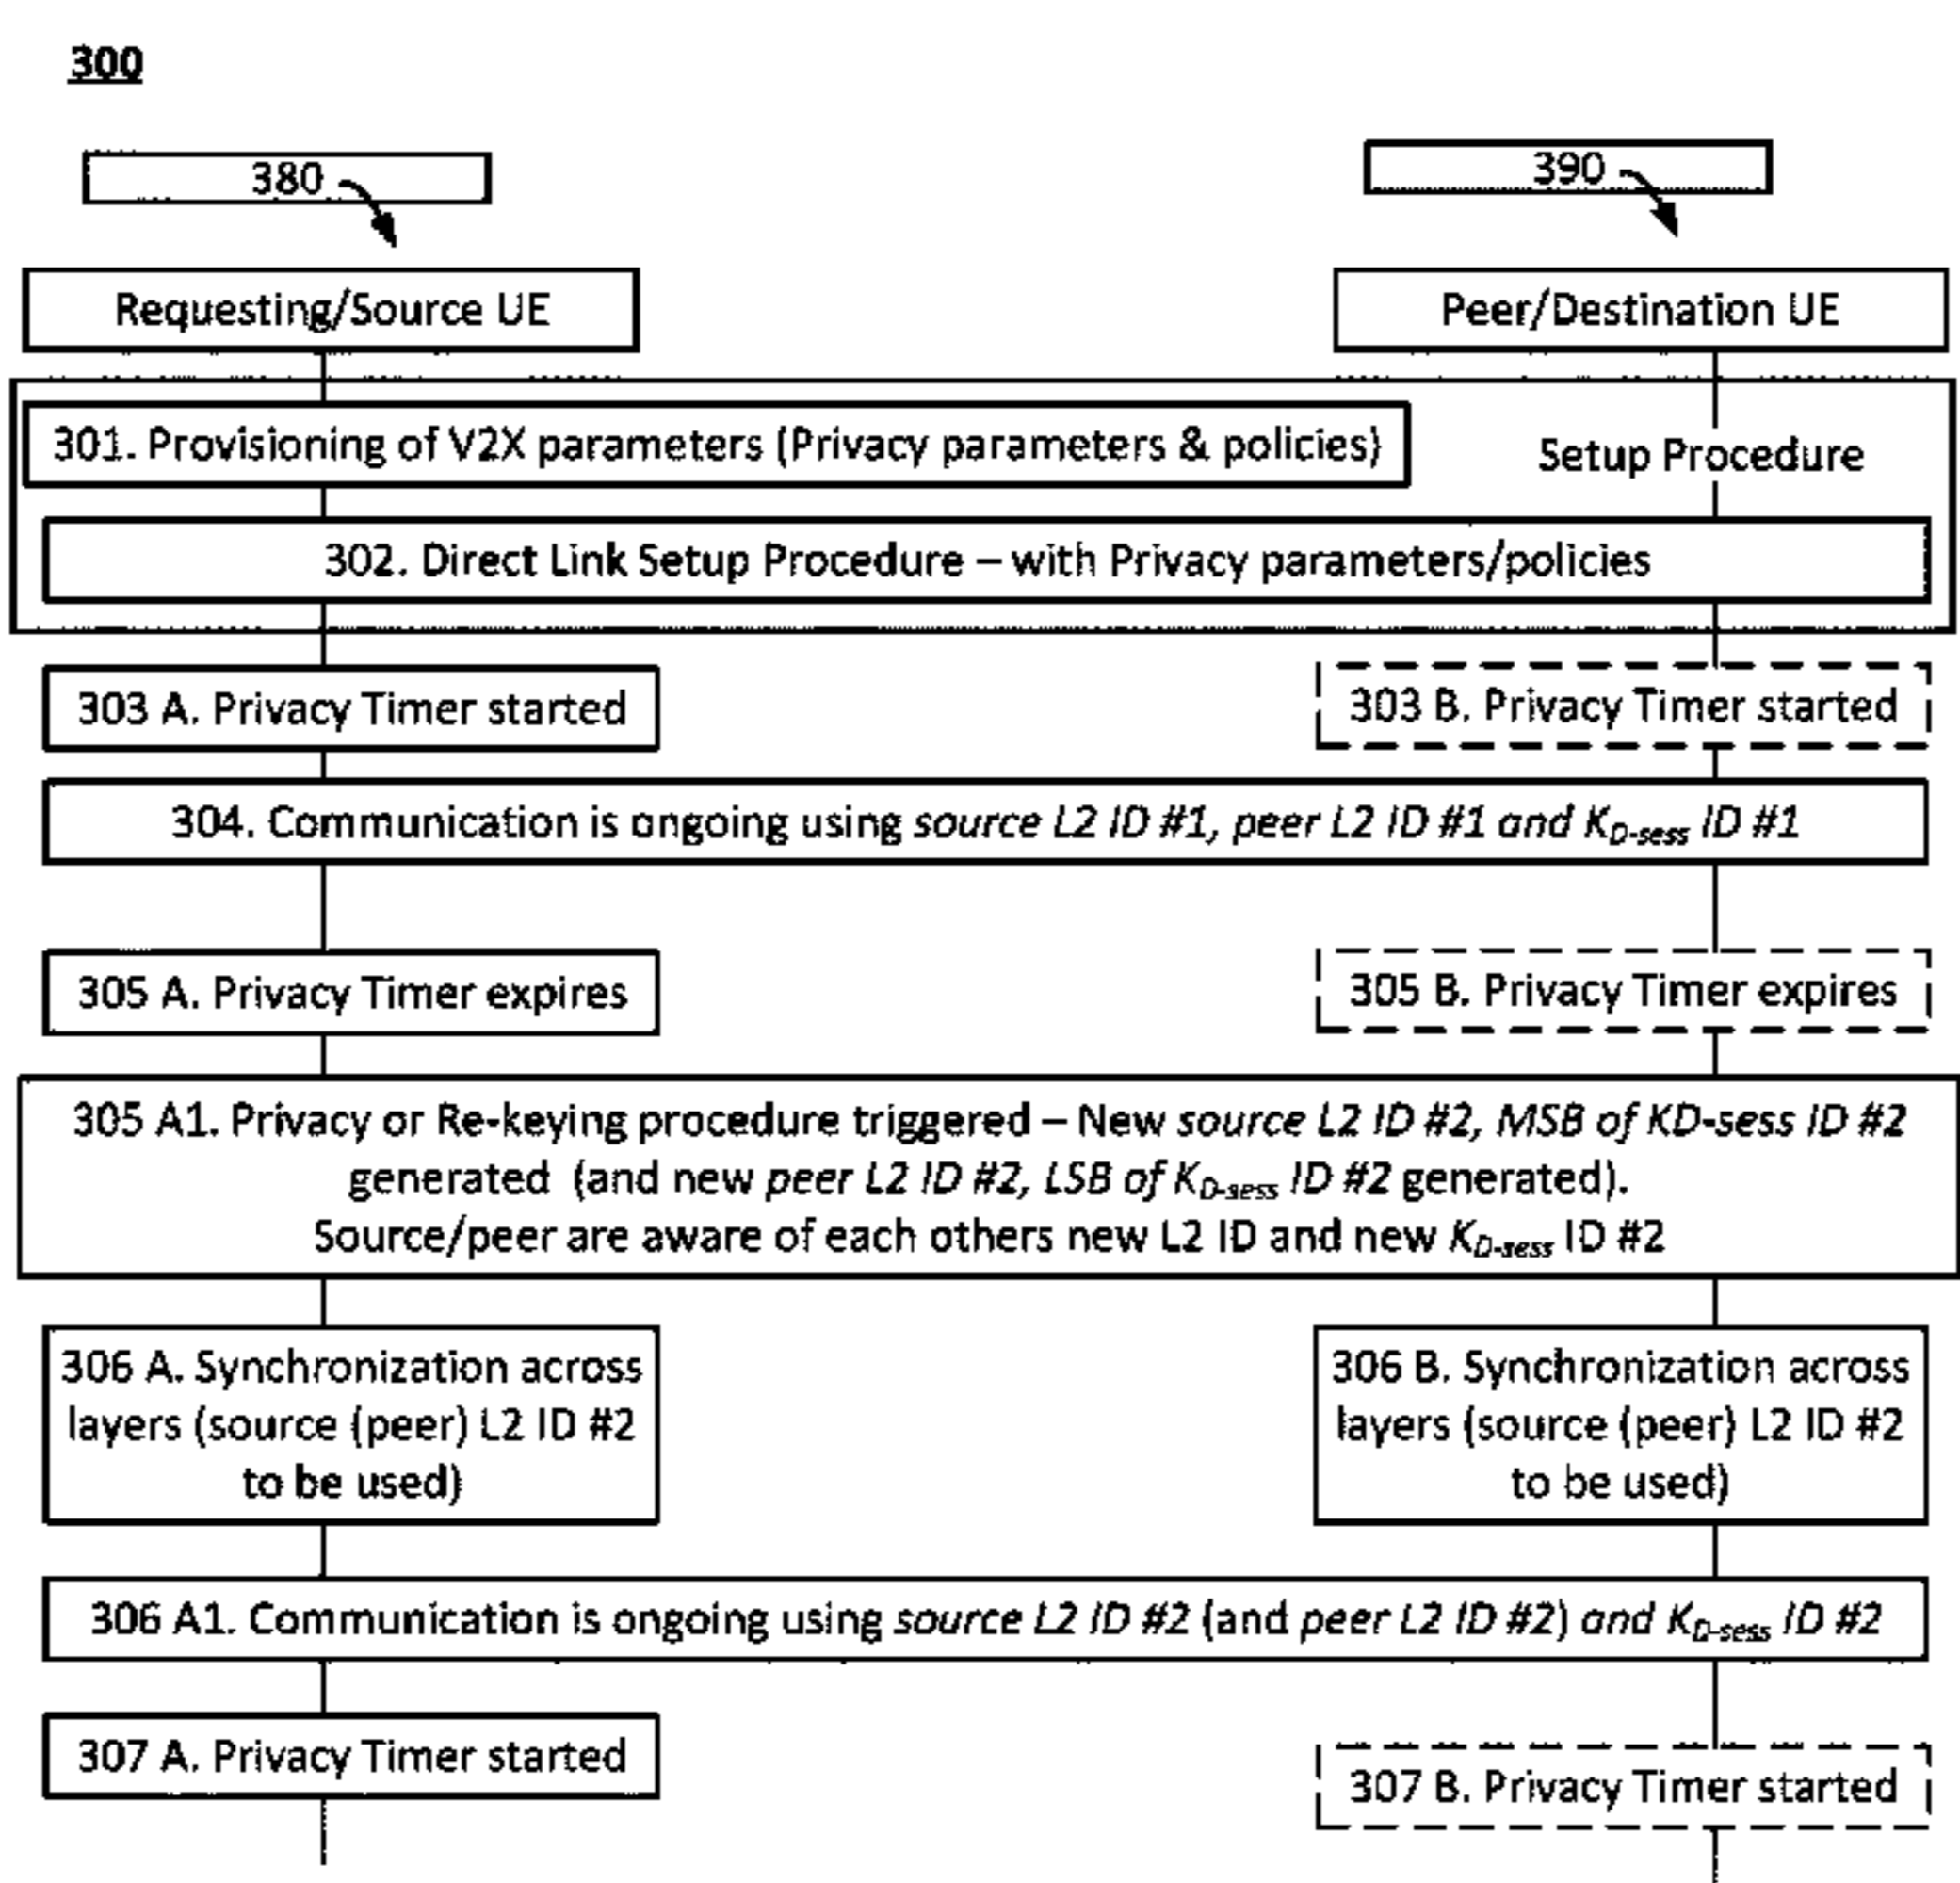 300
380
390
Requesting/Source UE
Peer/Destination UE
301. Provisioning of V2X parameters (Privacy parameters & policies)
Setup Procedure
302. Direct Link Setup Procedure – with Privacy parameters/policies
303 A. Privacy Timer started
303 B. Privacy Timer started
304. Communication is ongoing using source L2 ID #1, peer L2 ID #1 and KD-sess ID #1
305 A. Privacy Timer expires
305 B. Privacy Timer expires
305 A1. Privacy or Re-keying procedure triggered – New source L2 ID #2, MSB of KD-sess ID #2
generated (and new peer L2 ID #2, LSB of KD-sess ID #2 generated).
Source/peer are aware of each others new L2 ID and new KD-sess ID #2
306 A. Synchronization across
layers (source (peer) L2 ID #2
to be used)
306 B. Synchronization across
layers (source (peer) L2 ID #2
to be used)
306 A1. Communication is ongoing using source L2 ID #2 (and peer L2 ID #2) and KD-sess ID #2
307 A. Privacy Timer started
307 B. Privacy Timer started